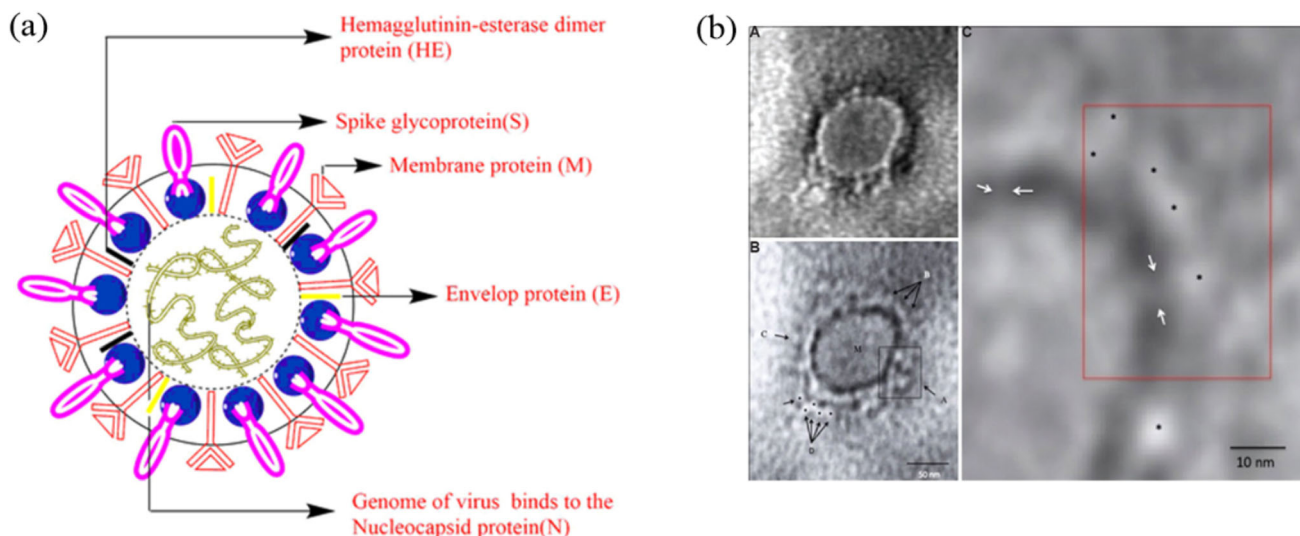 (a)
Hemagglutinin-esterase dimer
protein (HE)
Spike glycoprotein(S)
Membrane protein (M)
Envelop protein (E)
Genome of virus binds to the
Nucleocapsid protein(N)
(b)
A
B
B
C
M
A
D
50 nm
C
10 nm